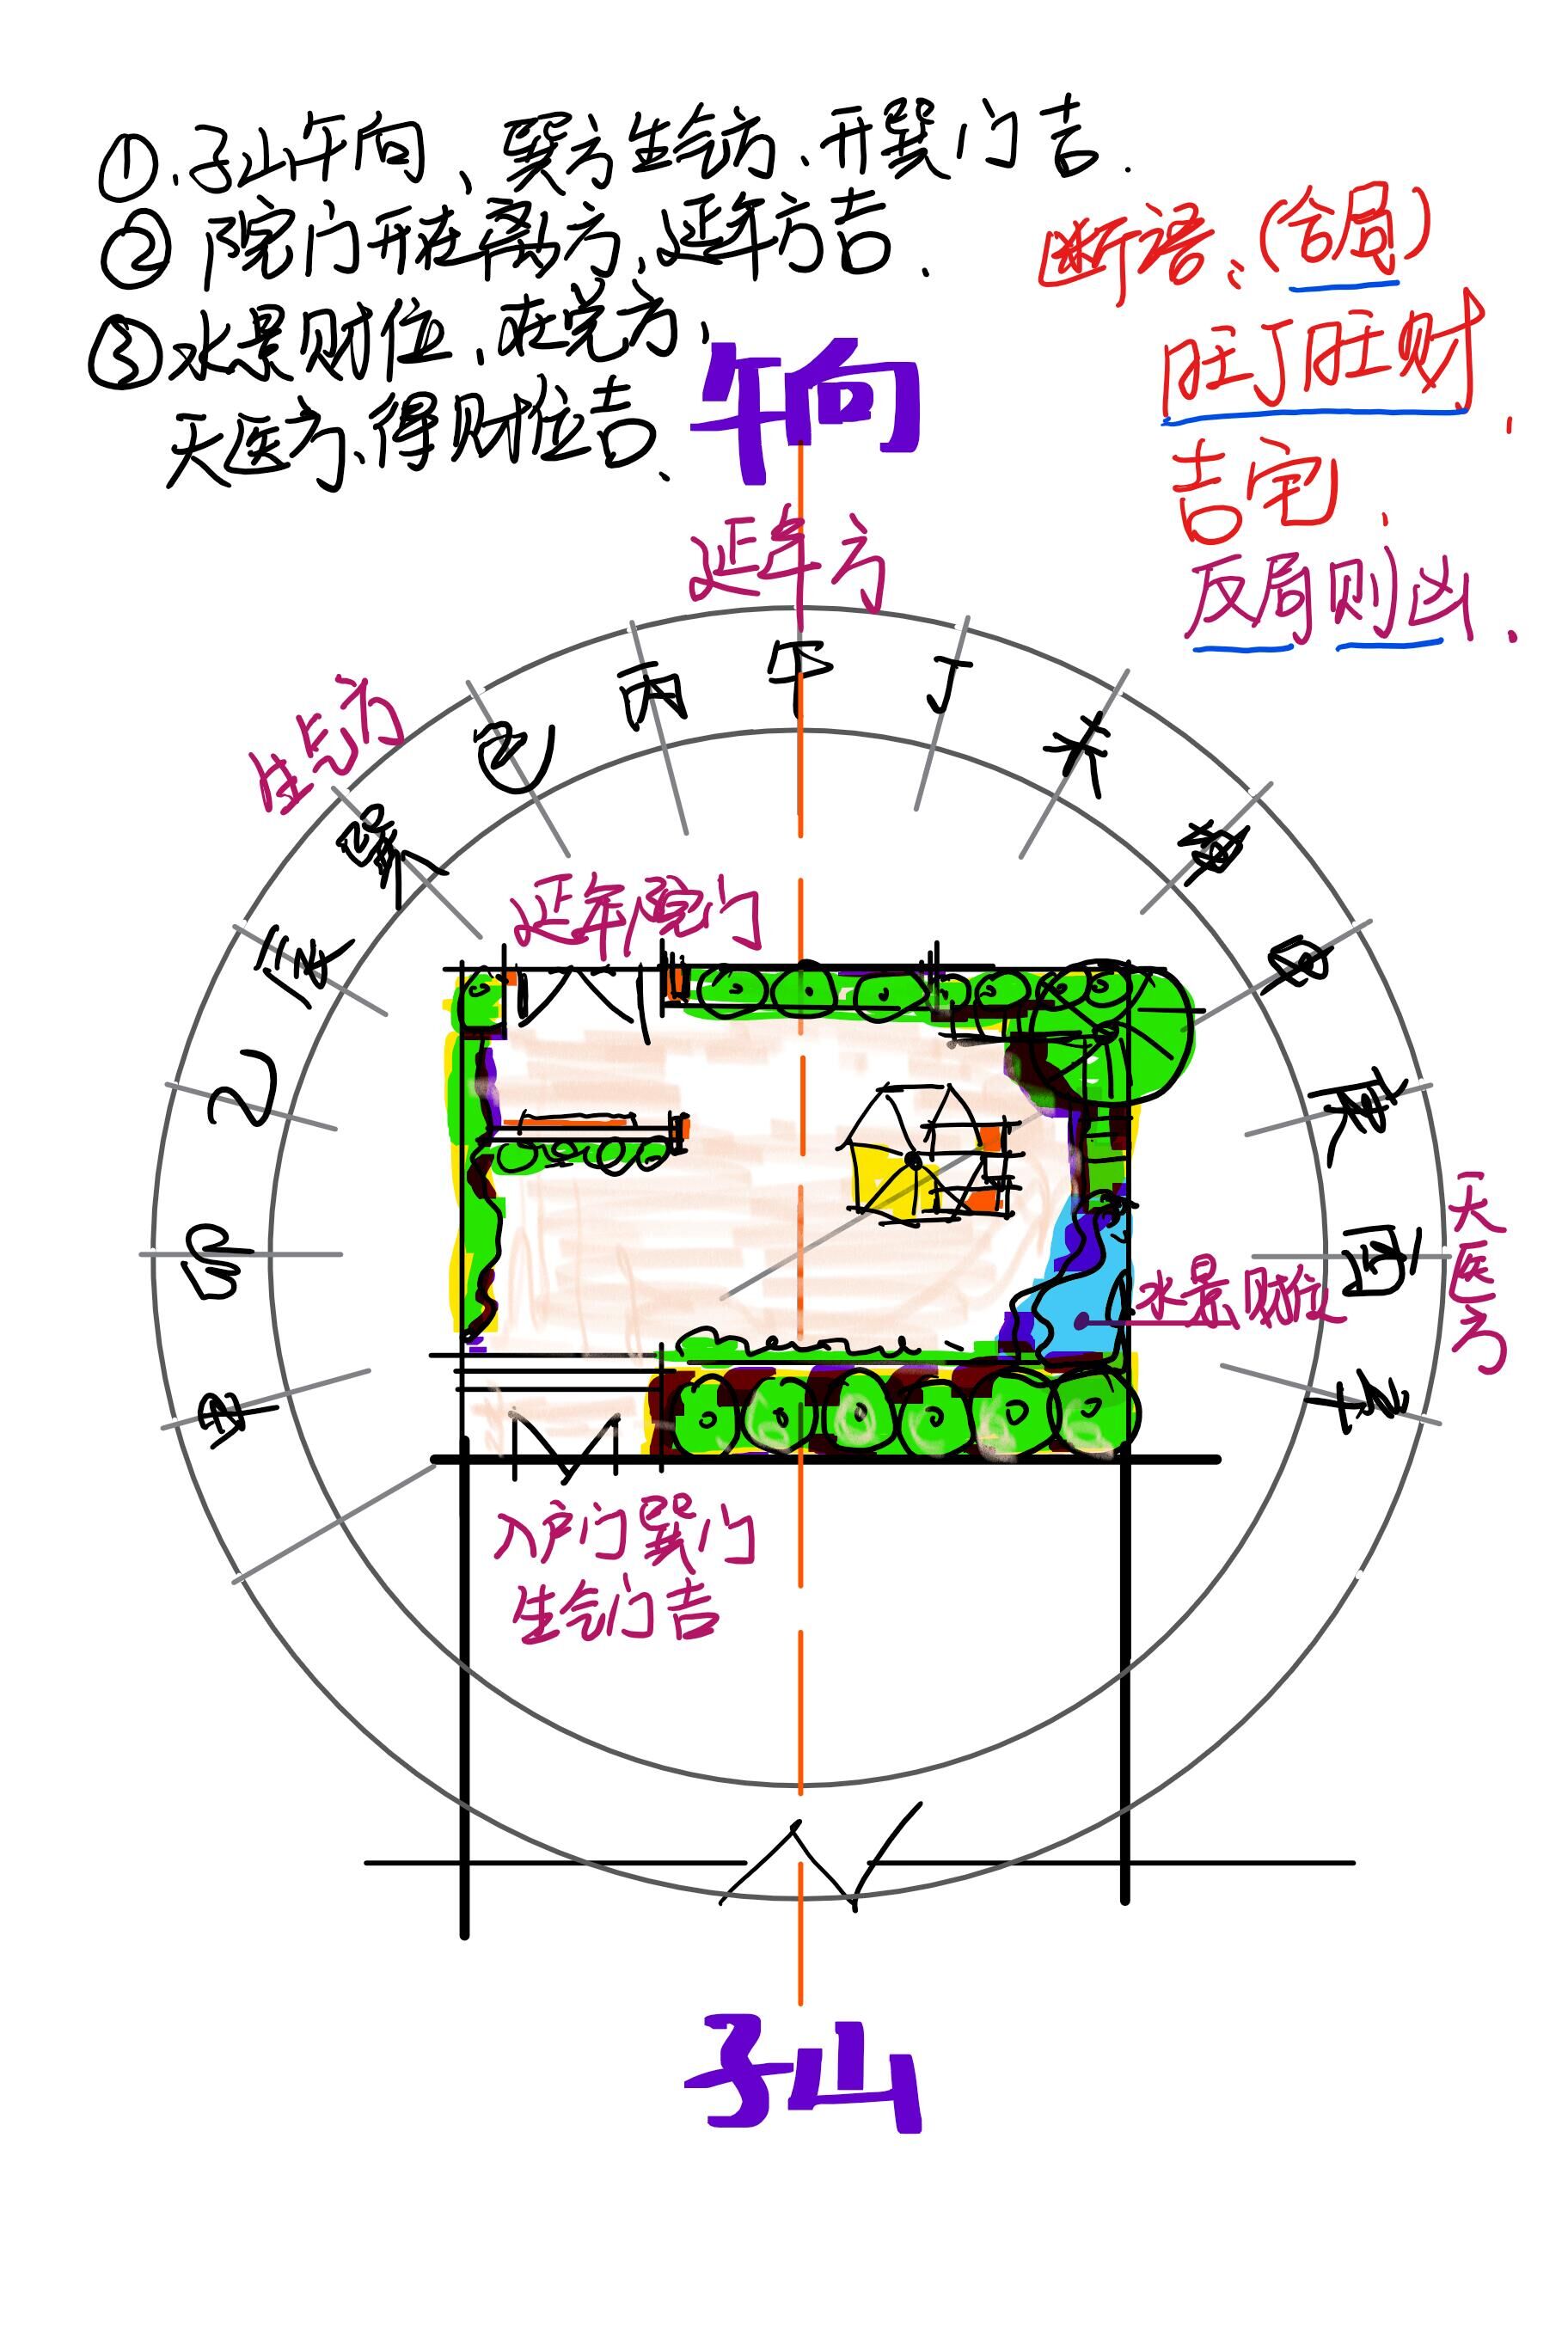 ①.子山午向、巽方生气方、开巽门吉.
② 院门开在离方,延年方吉.
③水景财位,在兑方,
天医方、得财位吉、
断语:(合局)
旺丁旺财,
吉宅.
反局则凶.
午向
延年方
生气方
巳
丙
午
丁
未
坤
申
庚
酉
辛
巽
辰
乙
卯
甲
天医方
延年院门
水景财位
入户门巽门
生气门吉
子山